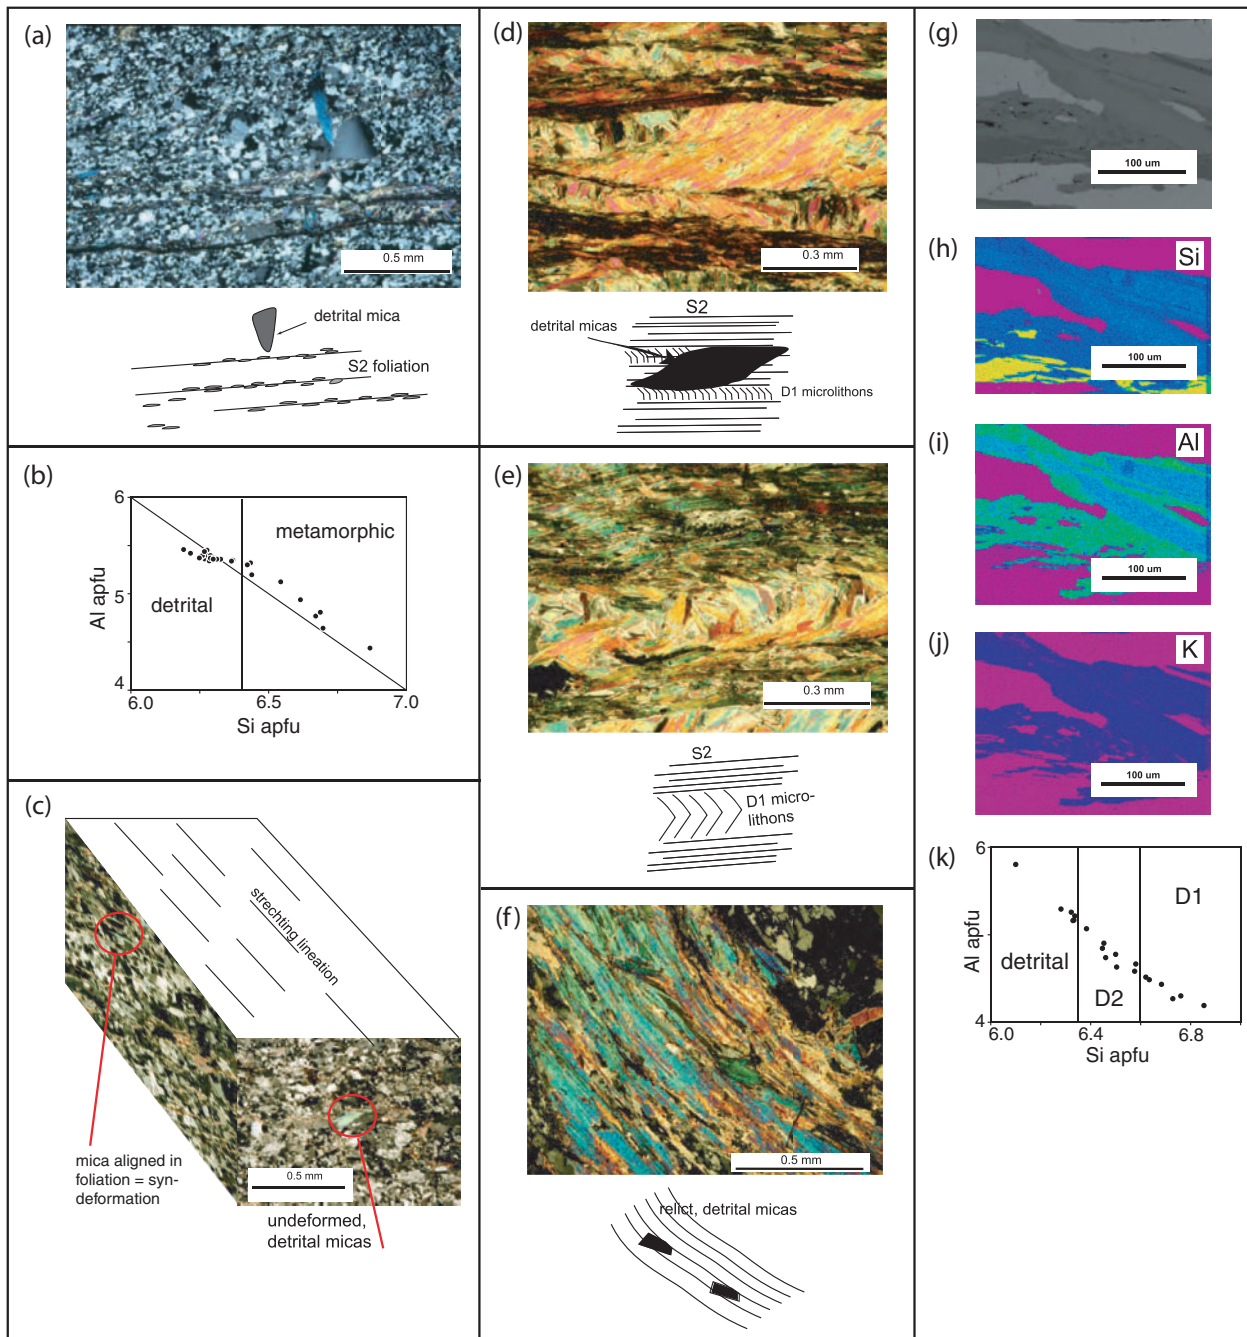 (a)
0.5 mm
detrital mica
S2 foliation
(b)
6
5
4
Al apfu
metamorphic
detrital
6.0
6.5
7.0
Si apfu
(c)
strechting lineation
0.5 mm
mica aligned in
foliation = syn-
deformation
undeformed,
detrital micas
(d)
0.3 mm
S2
detrital micas
D1 microlithons
(e)
0.3 mm
S2
D1 micro-
lithons
(f)
0.5 mm
relict, detrital micas
(g)
100 um
(h)
Si
100 um
(i)
Al
100 um
(j)
K
100 um
(k)
6
4
Al apfu
D1
detrital
D2
6.0
6.4
6.8
Si apfu